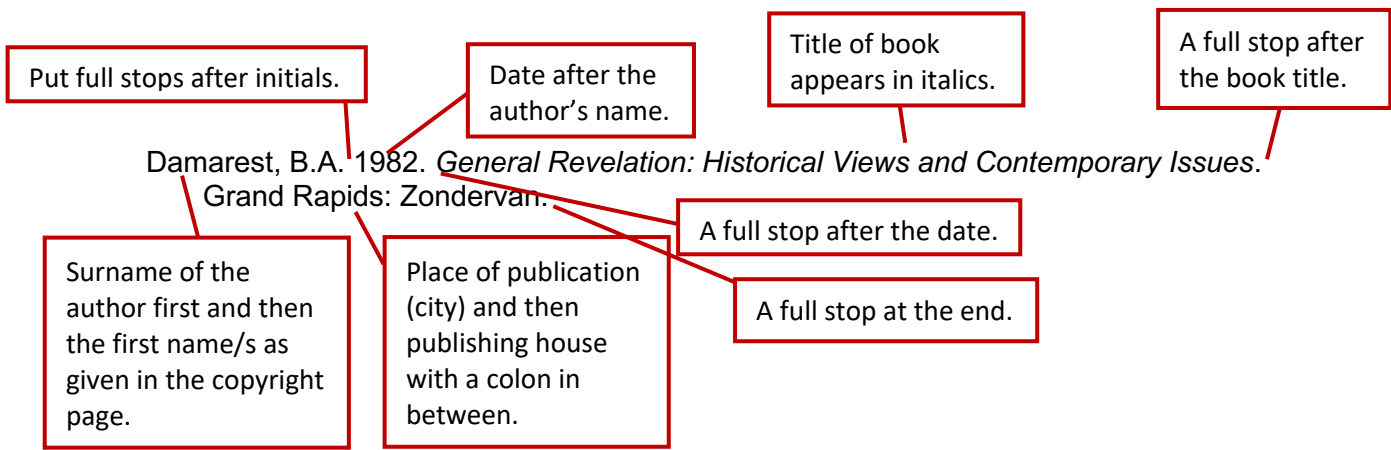 Put full stops after initials.
Date after the
author's name.
Title of book
appears in italics.
A full stop after
the book title.
Damarest, B.A. 1982. General Revelation: Historical Views and Contemporary Issues.
Grand Rapids: Zondervan.
Surname of the
author first and then
the first name/s as
given in the copyright
page.
Place of publication
(city) and then
publishing house
with a colon in
between.
A full stop after the date.
A full stop at the end.